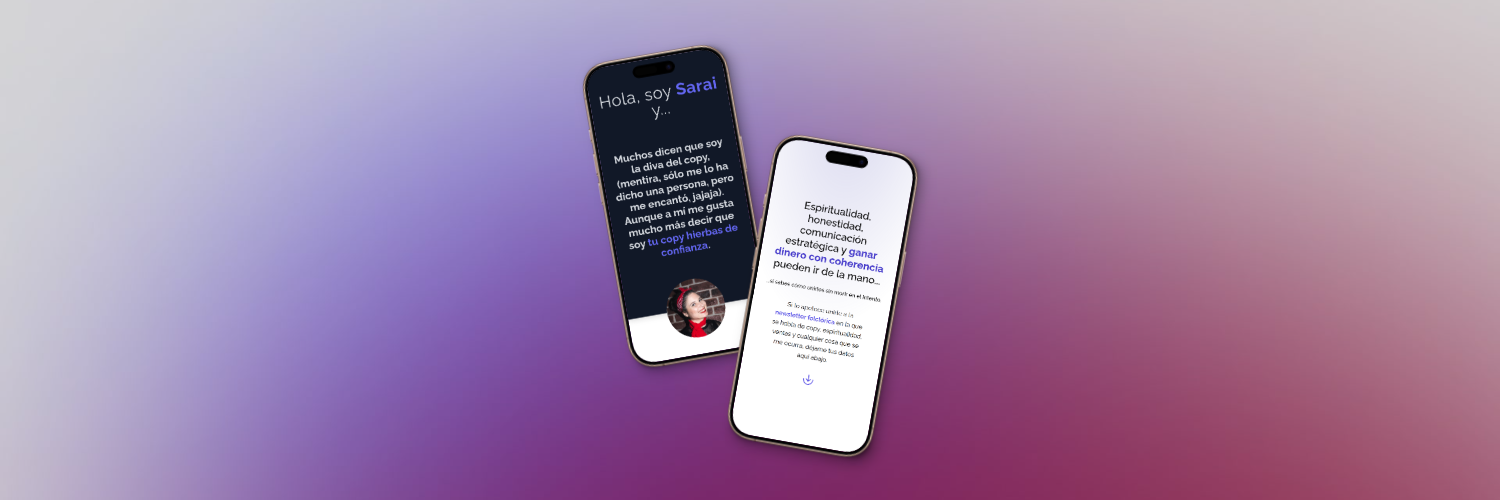 Hola, soy Sarai
y...
Muchos dicen que soy
la diva del copy,
(mentira, sólo me lo ha
dicho una persona, pero
me encantó, jajaja).
Aunque a mí me gusta
mucho más decir que
soy tu copy hierbas de
confianza.
Espiritualidad,
honestidad,
comunicación
estratégica y ganar
dinero con coherencia
pueden ir de la mano...
...si sabes cómo unirlas sin morir en el intento.
Si te apetece, únete a la
newsletter folclórica en la que
se habla de copy, espiritualidad,
ventas y cualquier cosa que se
me ocurra, déjame tus datos
aquí abajo.